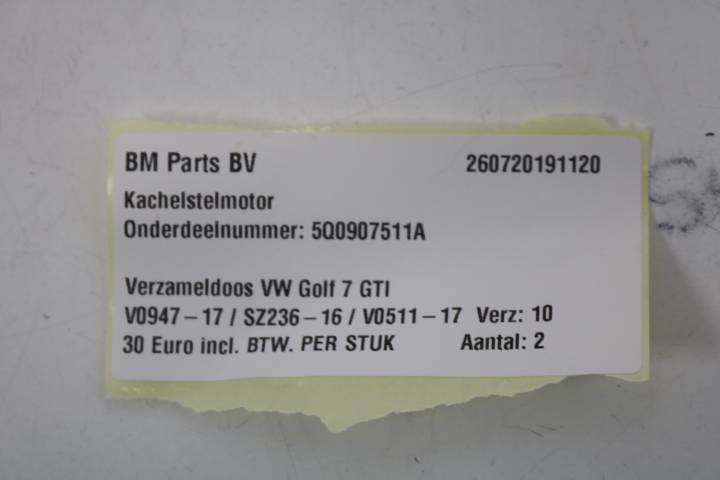 BM Parts BV 260720191120
Kachelstelmotor
Onderdeelnummer: 5Q0907511A
Verzameldoos VW Golf 7 GTI
V0947-17 / SZ236-16 / V0511-17 Verz: 10
30 Euro incl. BTW. PER STUK Aantal: 2